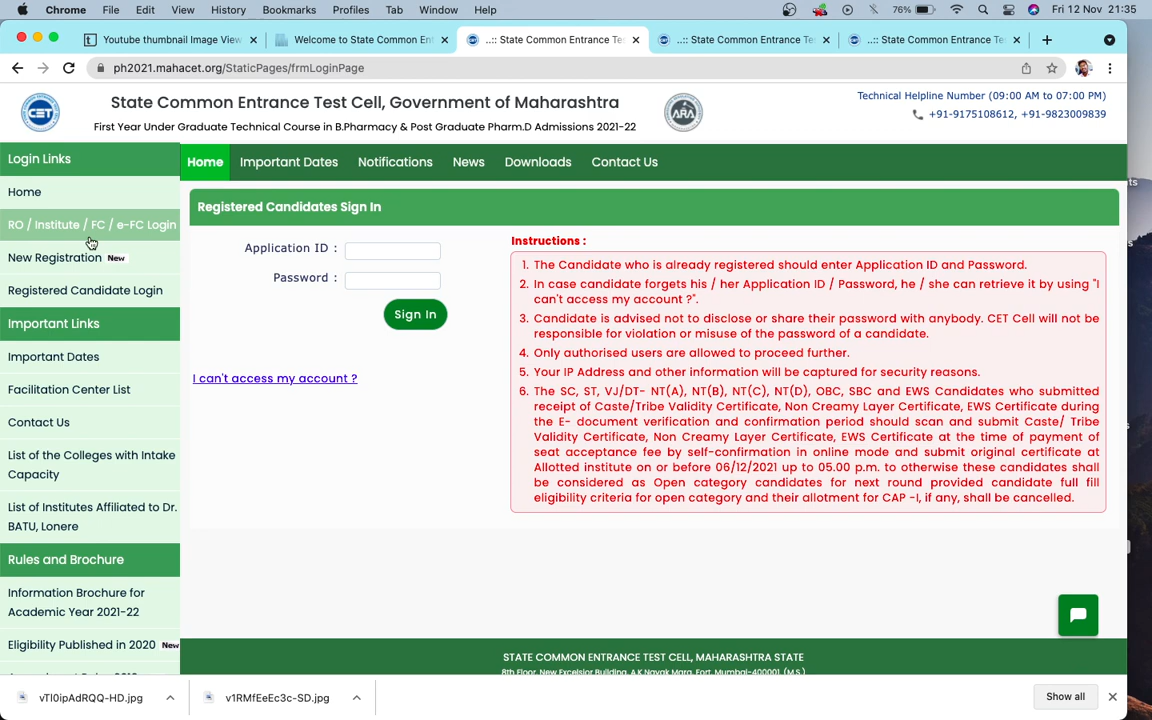 Chrome File Edit View History Bookmarks Profiles Tab Window Help 76% Fri 12 Nov 21:35
Youtube thumbnail Image View Welcome to State Common En ..:: State Common Entrance Te ..:: State Common Entrance Te ..:: State Common Entrance Te
ph2021.mahacet.org/StaticPages/frmLoginPage
State Common Entrance Test Cell, Government of Maharashtra
First Year Under Graduate Technical Course in B.Pharmacy & Post Graduate Pharm.D Admissions 2021-22
CET
ARA
Technical Helpline Number (09:00 AM to 07:00 PM)
+91-9175108612, +91-9823009839
Login Links
Home
RO / Institute / FC / e-FC Login
New Registration New
Registered Candidate Login
Important Links
Important Dates
Facilitation Center List
Contact Us
List of the Colleges with Intake
Capacity
List of Institutes Affiliated to Dr.
BATU, Lonere
Rules and Brochure
Information Brochure for
Academic Year 2021-22
Eligibility Published in 2020 New
Home Important Dates Notifications News Downloads Contact Us
Registered Candidates Sign In
Application ID :
Password :
Sign In
I can't access my account ?
Instructions :
1. The Candidate who is already registered should enter Application ID and Password.
2. In case candidate forgets his / her Application ID / Password, he / she can retrieve it by using "I
can't access my account ?".
3. Candidate is advised not to disclose or share their password with anybody. CET Cell will not be
responsible for violation or misuse of the password of a candidate.
4. Only authorised users are allowed to proceed further.
5. Your IP Address and other information will be captured for security reasons.
6. The SC, ST, VJ/DT- NT(A), NT(B), NT(C), NT(D), OBC, SBC and EWS Candidates who submitted
receipt of Caste/Tribe Validity Certificate, Non Creamy Layer Certificate, EWS Certificate during
the E- document verification and confirmation period should scan and submit Caste/ Tribe
Validity Certificate, Non Creamy Layer Certificate, EWS Certificate at the time of payment of
seat acceptance fee by self-confirmation in online mode and submit original certificate at
Allotted institute on or before 06/12/2021 up to 05.00 p.m. to otherwise these candidates shall
be considered as Open category candidates for next round provided candidate full fill
eligibility criteria for open category and their allotment for CAP -I, if any, shall be cancelled.
STATE COMMON ENTRANCE TEST CELL, MAHARASHTRA STATE
8th Floor, New Excelsior Building, A.K.Nayak Marg, Fort, Mumbai-400001. (M.S.)
vTI0ipAdRQQ-HD.jpg v1RMfEeEc3c-SD.jpg Show all